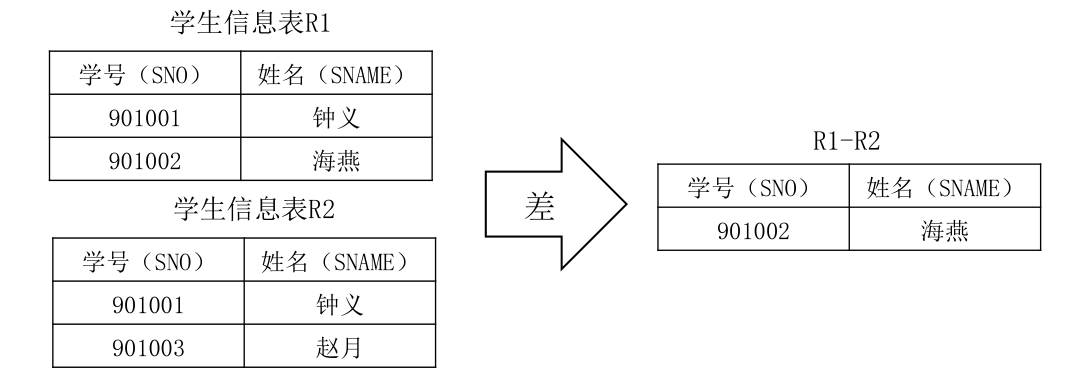 学生信息表R1
学号（SNO） 姓名（SNAME）
901001 钟义
901002 海燕
学生信息表R2
学号（SNO） 姓名（SNAME）
901001 钟义
901003 赵月
差
R1-R2
学号（SNO） 姓名（SNAME）
901002 海燕